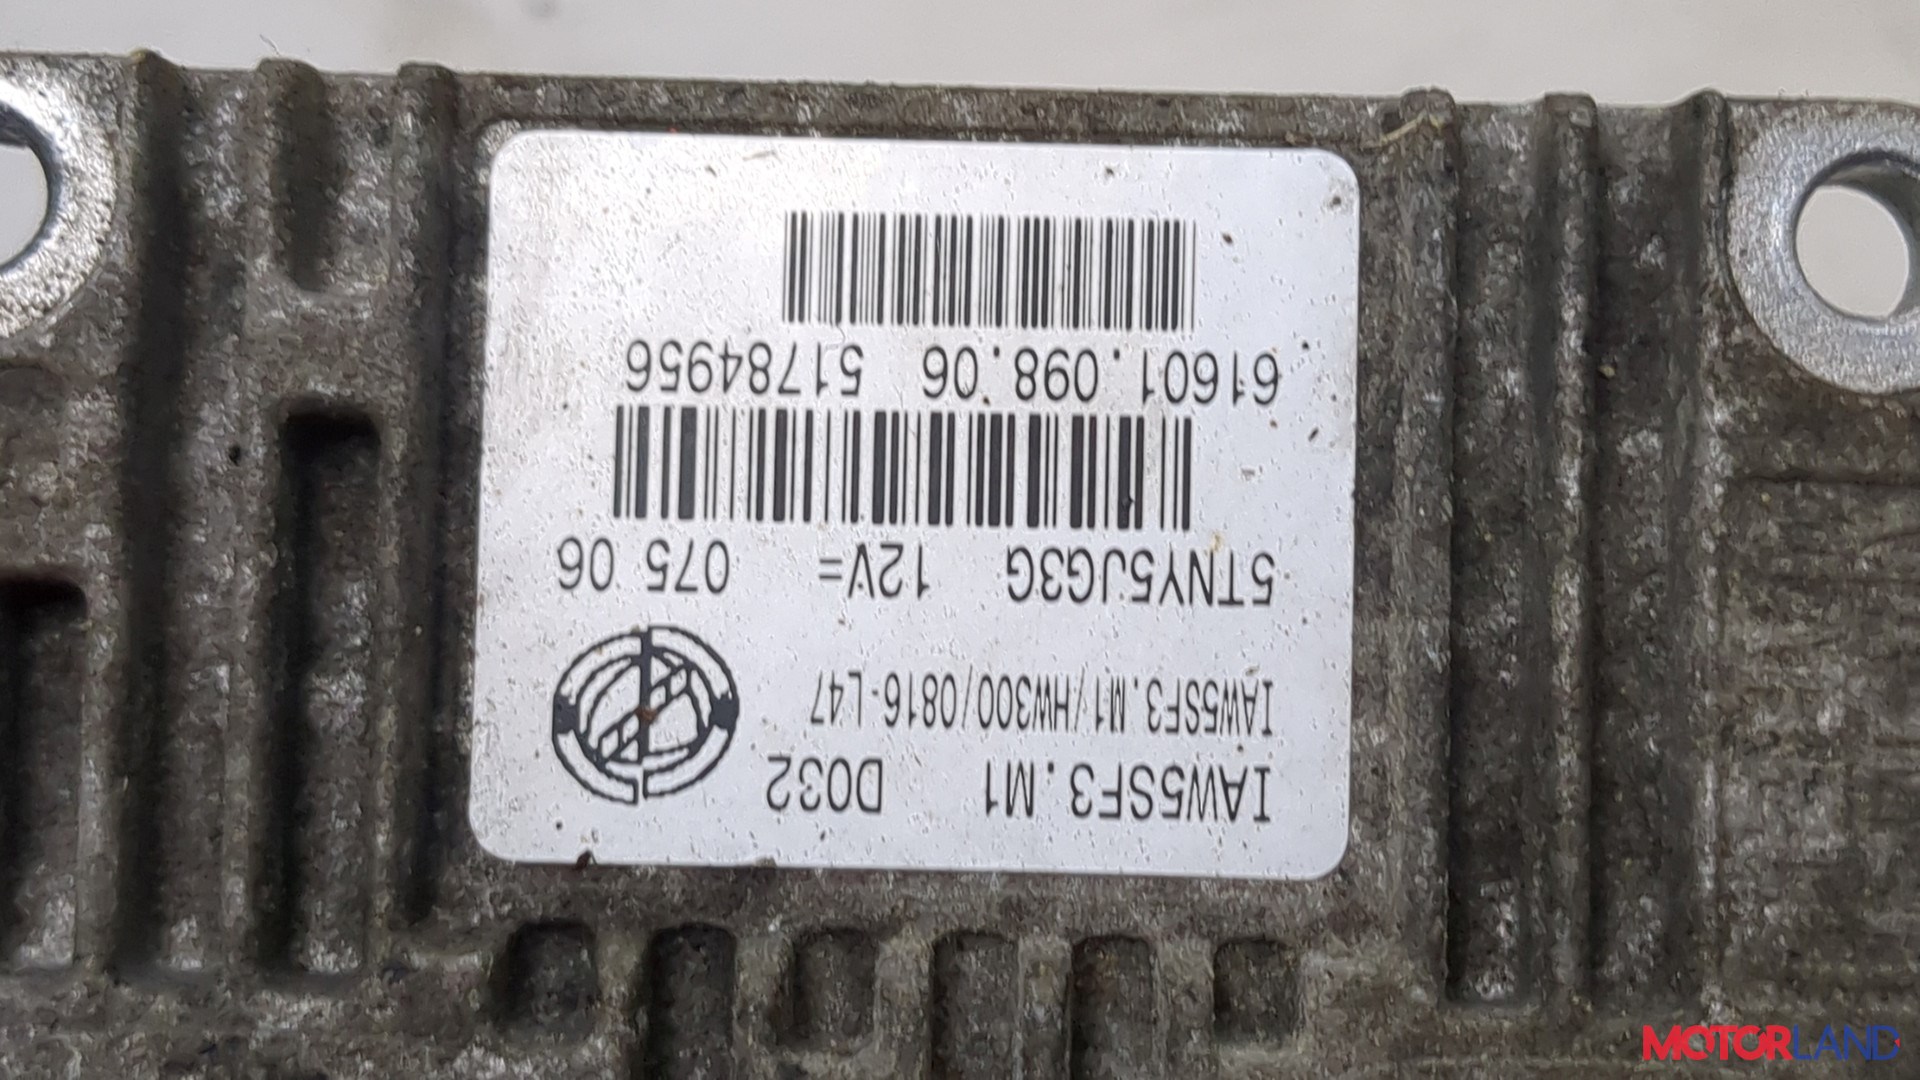 IAW5SF3.M1 D032
IAW5SF3.M1/HW300/0816-L47
5TNY5JG3G 12V= 075 06
61601.098.06 51784956
MOTORLAND